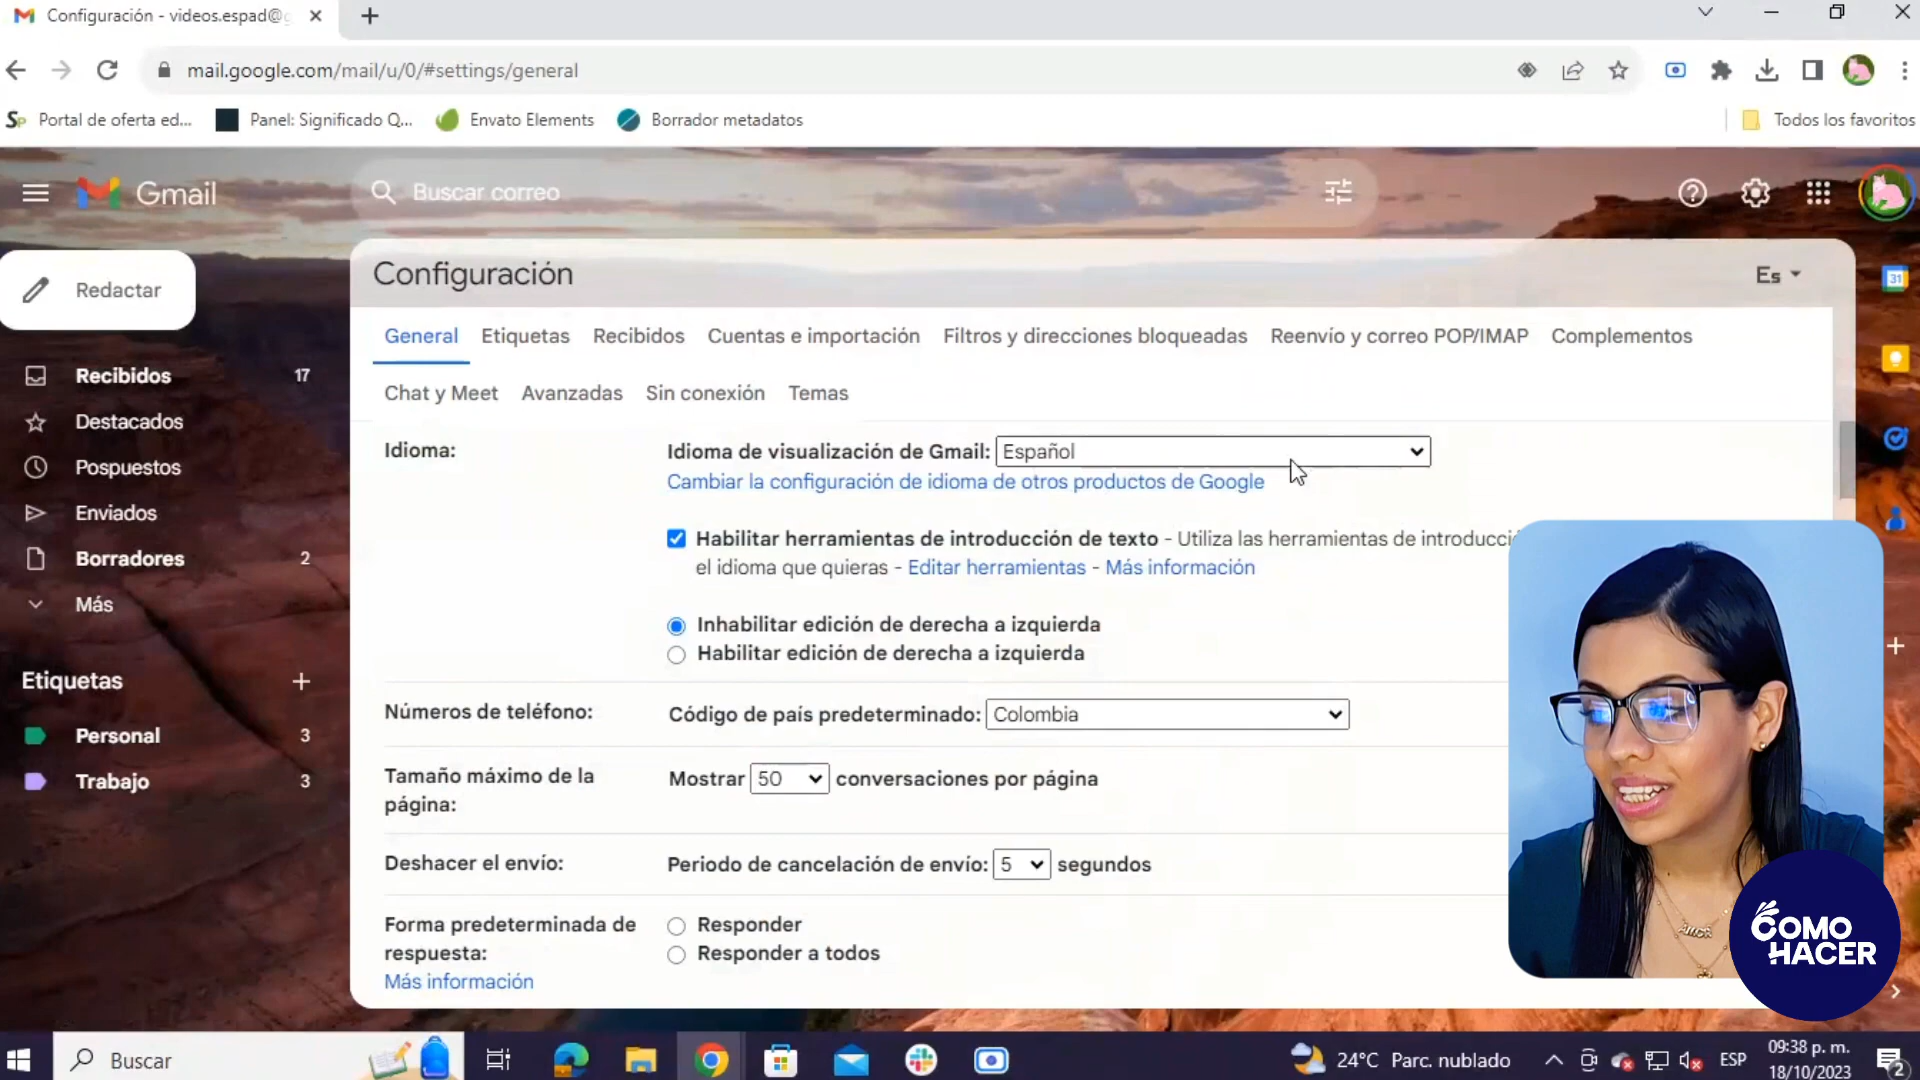 Configuración - videos.espad@g
mail.google.com/mail/u/0/#settings/general
Portal de oferta ed...
Panel: Significado Q...
Envato Elements
Borrador metadatos
Todos los favoritos
Gmail
Buscar correo
Redactar
Recibidos 17
Destacados
Pospuestos
Enviados
Borradores 2
Más
Etiquetas
Personal 3
Trabajo 3
Configuración
Es
General Etiquetas Recibidos Cuentas e importación Filtros y direcciones bloqueadas Reenvío y correo POP/IMAP Complementos
Chat y Meet Avanzadas Sin conexión Temas
Idioma:
Idioma de visualización de Gmail: Español
Cambiar la configuración de idioma de otros productos de Google
Habilitar herramientas de introducción de texto - Utiliza las herramientas de introducci
el idioma que quieras - Editar herramientas - Más información
Inhabilitar edición de derecha a izquierda
Habilitar edición de derecha a izquierda
Números de teléfono:
Código de país predeterminado: Colombia
Tamaño máximo de la
página:
Mostrar 50 conversaciones por página
Deshacer el envío:
Periodo de cancelación de envío: 5 segundos
Forma predeterminada de
respuesta:
Más información
Responder
Responder a todos
31
AMOR
COMO
HACER
Buscar
24°C Parc. nublado
ESP
09:38 p. m.
18/10/2023
2